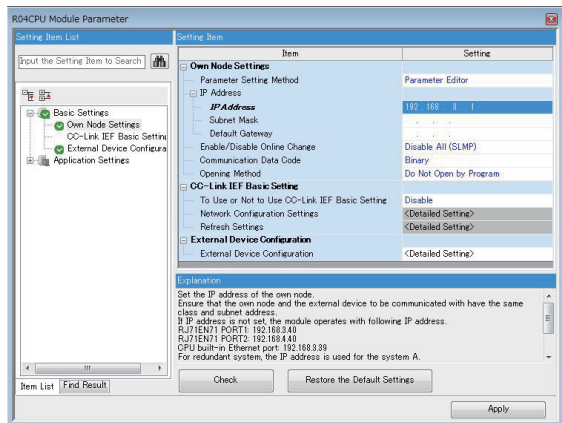 R04CPU Module Parameter
Setting Item List
Input the Setting Item to Search
Basic Settings
Own Node Settings
CC-Link IEF Basic Setting
External Device Configura
Application Settings
Item List
Find Result
Setting Item
Item Setting
Own Node Settings
Parameter Setting Method Parameter Editor
IP Address
IP Address 192 . 168 . 3 . 1
Subnet Mask . . .
Default Gateway . . .
Enable/Disable Online Change Disable All (SLMP)
Communication Data Code Binary
Opening Method Do Not Open by Program
CC-Link IEF Basic Setting
To Use or Not to Use CC-Link IEF Basic Setting Disable
Network Configuration Settings <Detailed Setting>
Refresh Settings <Detailed Setting>
External Device Configuration
External Device Configuration <Detailed Setting>
Explanation
Set the IP address of the own node.
Ensure that the own node and the external device to be communicated with have the same
class and subnet address.
If IP address is not set, the module operates with following IP address.
RJ71EN71 PORT1: 192.168.3.40
RJ71EN71 PORT2: 192.168.4.40
CPU built-in Ethernet port: 192.168.3.39
For redundant system, the IP address is used for the system A.
Check
Restore the Default Settings
Apply